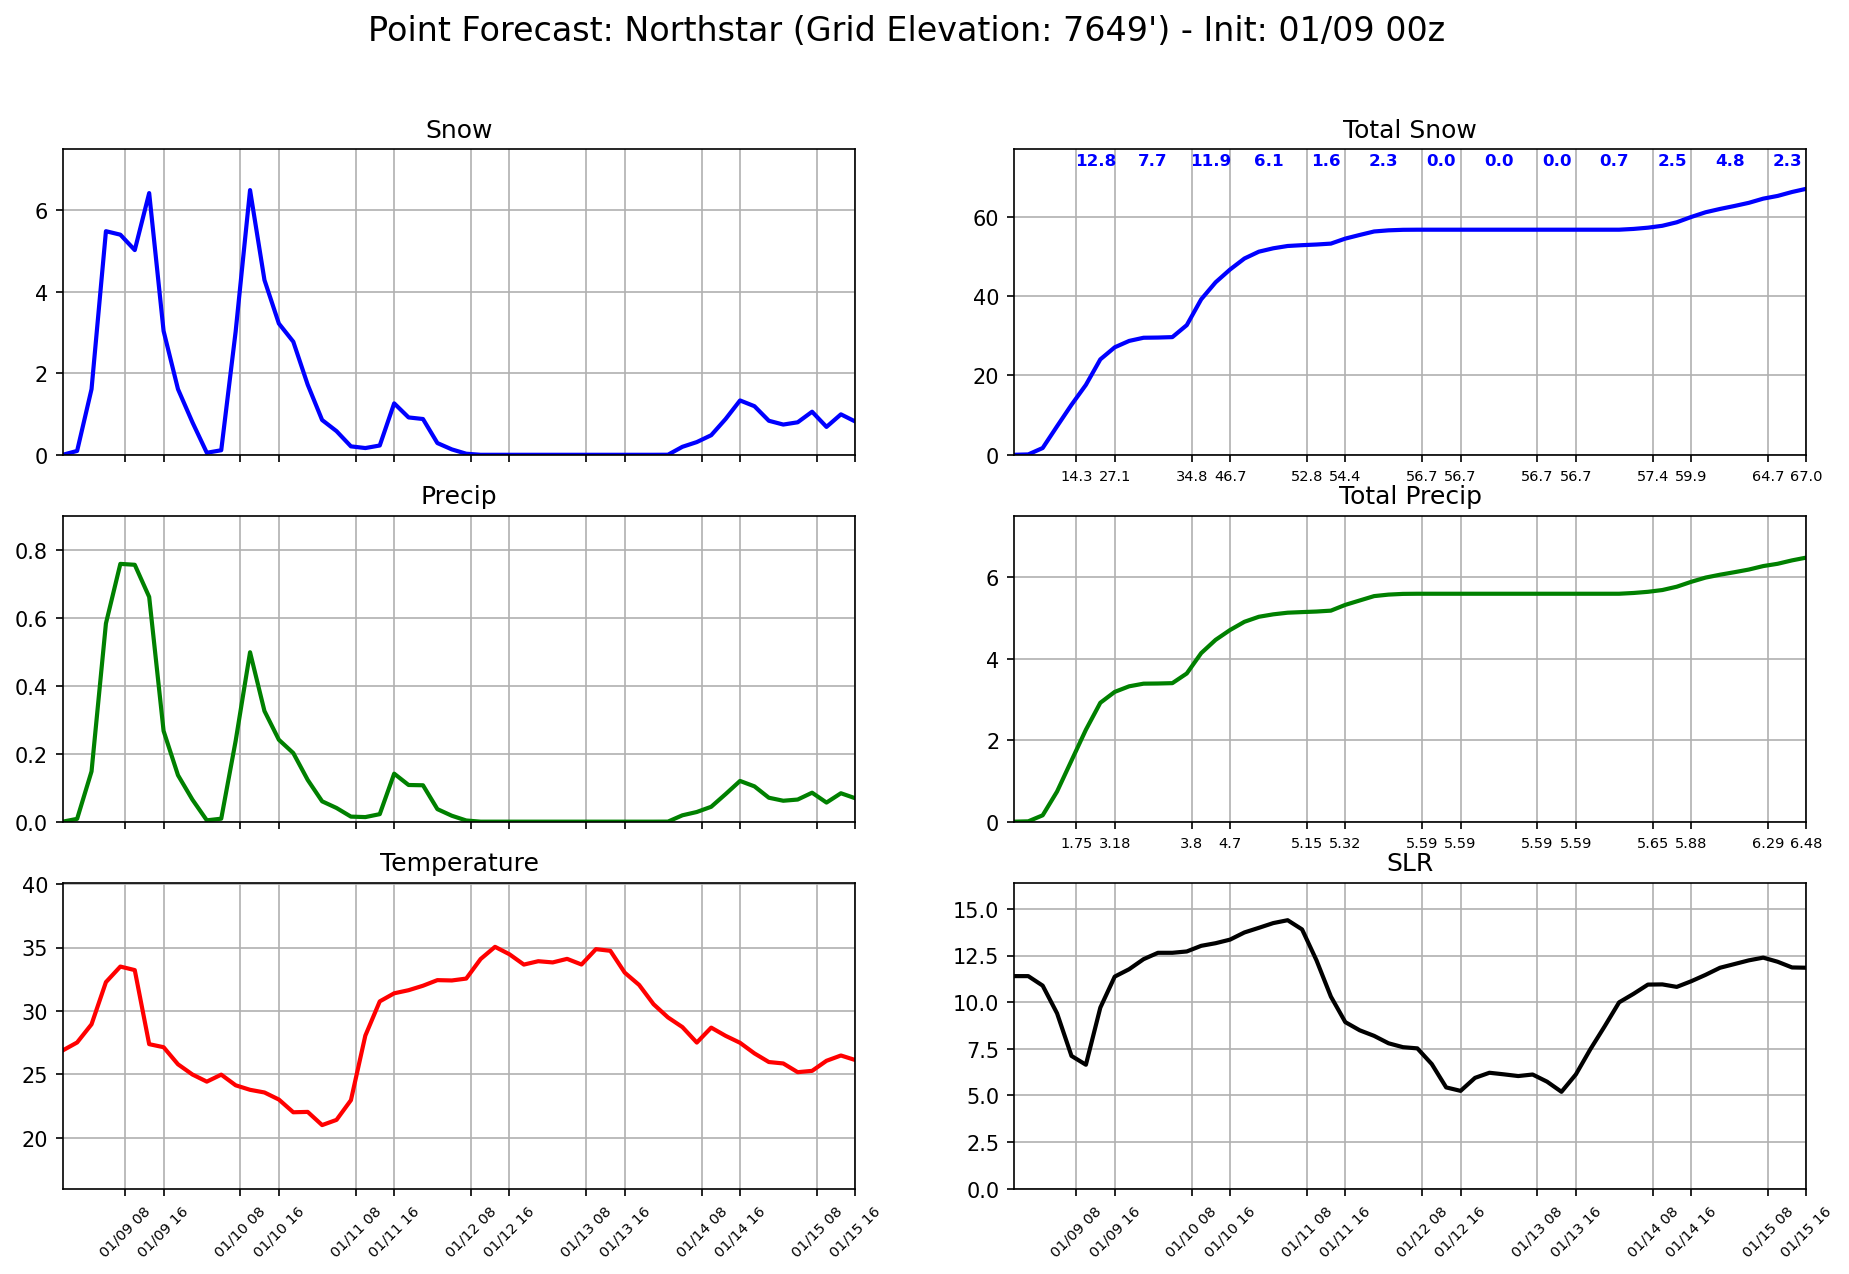 Point Forecast: Northstar (Grid Elevation: 7649') - Init: 01/09 00z
Snow
6
4
2
0
Total Snow
12.8 7.7 11.9 6.1 1.6 2.3 0.0 0.0 0.0 0.7 2.5 4.8 2.3
60
40
20
0
14.3 27.1 34.8 46.7 52.8 54.4 56.7 56.7 56.7 56.7 57.4 59.9 64.7 67.0
Precip
0.8
0.6
0.4
0.2
0.0
Total Precip
6
4
2
0
1.75 3.18 3.8 4.7 5.15 5.32 5.59 5.59 5.59 5.59 5.65 5.88 6.29 6.48
Temperature
40
35
30
25
20
01/09 08 01/09 16 01/10 08 01/10 16 01/11 08 01/11 16 01/12 08 01/12 16 01/13 08 01/13 16 01/14 08 01/14 16 01/15 08 01/15 16
SLR
15.0
12.5
10.0
7.5
5.0
2.5
0.0
01/09 08 01/09 16 01/10 08 01/10 16 01/11 08 01/11 16 01/12 08 01/12 16 01/13 08 01/13 16 01/14 08 01/14 16 01/15 08 01/15 16